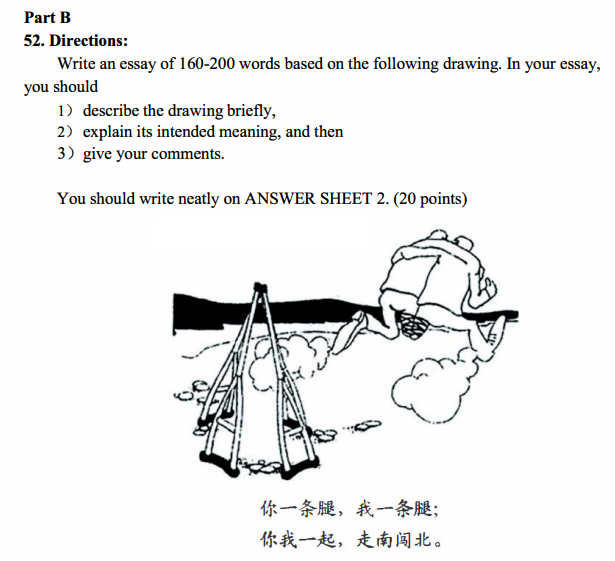 Part B
52. Directions:
Write an essay of 160-200 words based on the following drawing. In your essay,
you should
1）describe the drawing briefly,
2）explain its intended meaning, and then
3）give your comments.
You should write neatly on ANSWER SHEET 2. (20 points)
你一条腿，我一条腿；
你我一起，走南闯北。